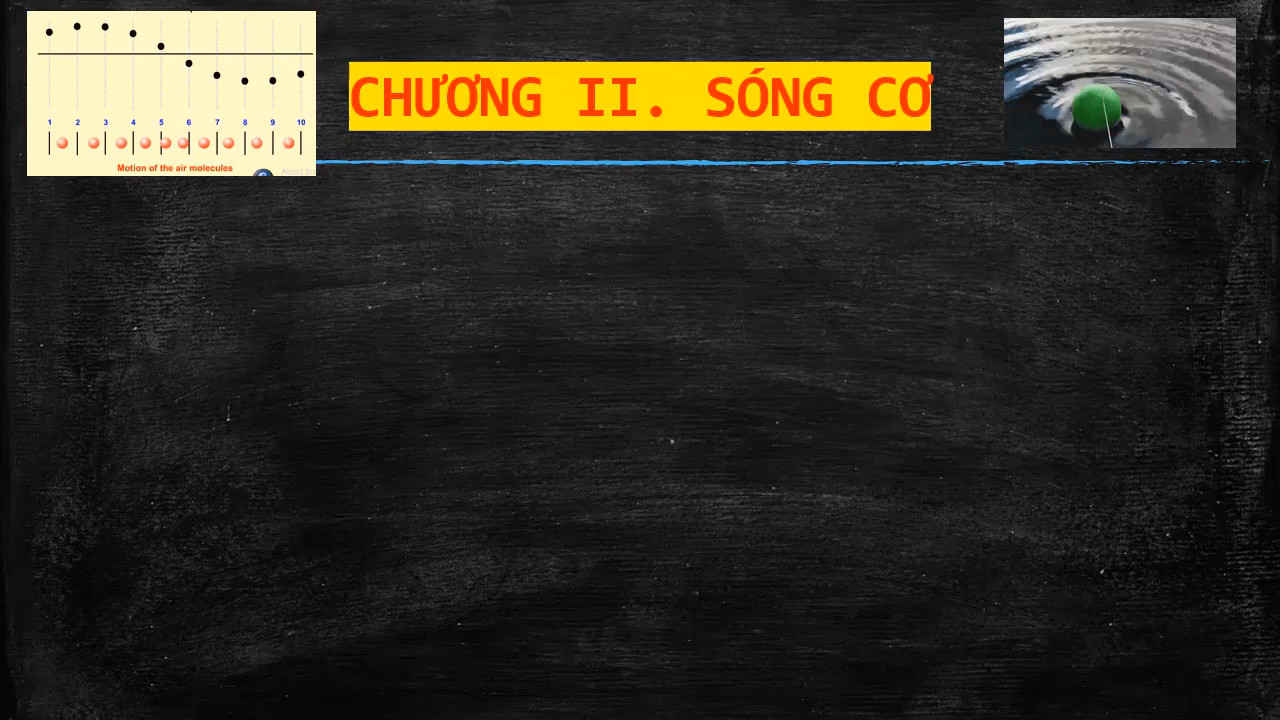 CHƯƠNG II. SÓNG CƠ
1 2 3 4 5 6 7 8 9 10
Motion of the air molecules
About